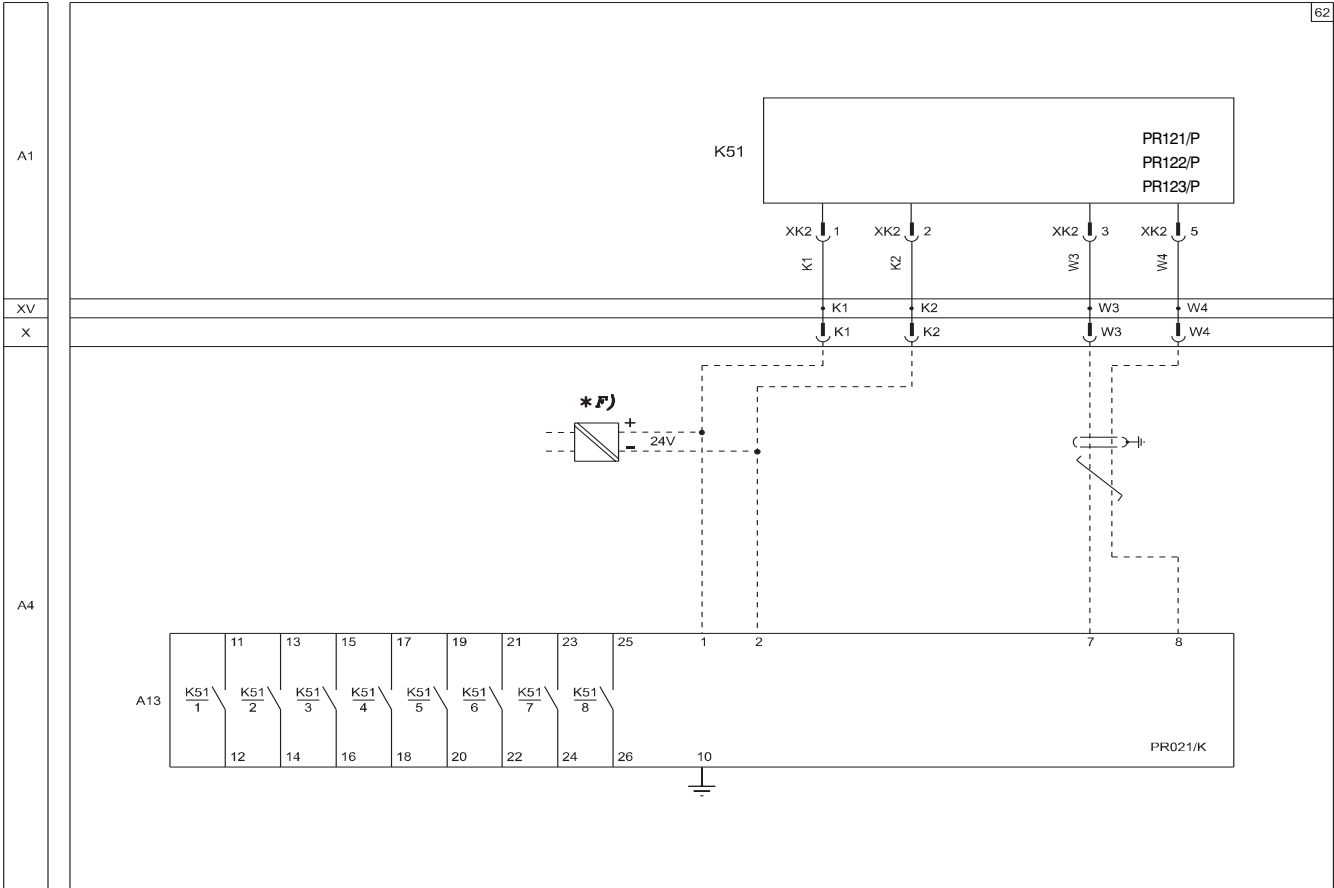 62
A1
K51
PR121/P
PR122/P
PR123/P
XK2 1 XK2 2 XK2 3 XK2 5
K1 K2 W3 W4
XV
K1 K2 W3 W4
X
K1 K2 W3 W4
* F)
+
24V
-
A4
11 13 15 17 19 21 23 25 1 2 7 8
A13
K51 K51 K51 K51 K51 K51 K51 K51
1 2 3 4 5 6 7 8
PR021/K
12 14 16 18 20 22 24 26 10